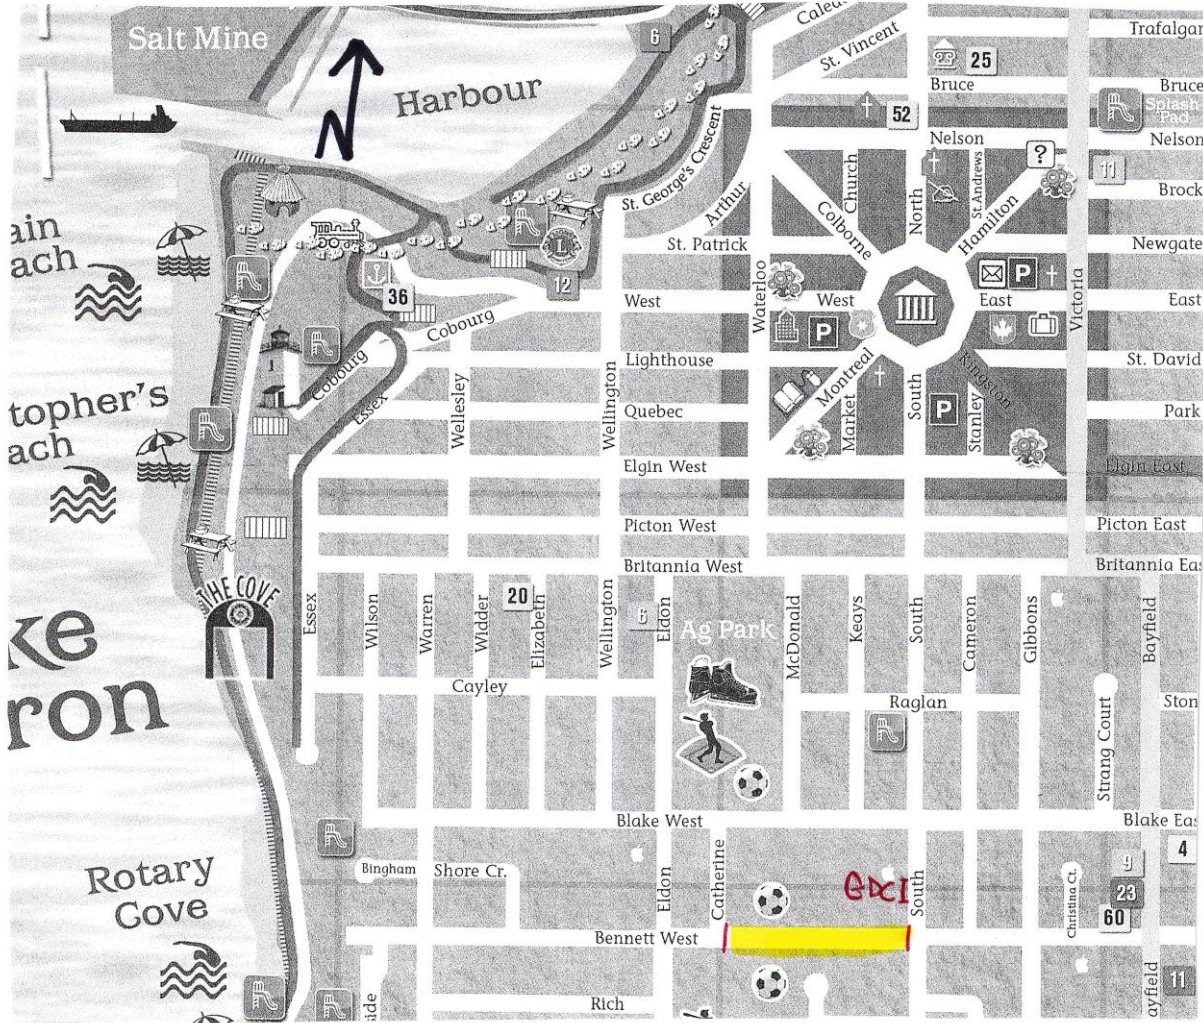 Salt Mine
N
Harbour
6
Caled
St. Vincent
Trafalgar
25
Bruce
Bruce
52
Splash
Pad
Nelson
Nelson
?
11
St. George's Crescent
Arthur
Church
North
St. Andrews
Brock
Colborne
Hamilton
St. Patrick
Newgate
ain
ach
L
12
36
West
Waterloo
West
P
East
Victoria
East
Cobourg
P
Lighthouse
St. David
1
Cobourg
Essex
Wellesley
Wellington
Quebec
Montreal
Market
South
P
Stanley
Kingston
Park
topher's
ach
Elgin West
Elgin East
Picton West
Picton East
Britannia West
Britannia Eas
THE COVE
ke
ron
Essex
Wilson
Warren
Widder
20
Elizabeth
Wellington
6
Eldon
Ag Park
McDonald
Keays
South
Cameron
Gibbons
Bayfield
Cayley
Raglan
Strang Court
Ston
Blake West
Blake Eas
Rotary
Cove
Bingham
Shore Cr.
Eldon
Catherine
South
Christina Ct.
9
4
23
60
Bennett West
11
side
Rich
ayfield